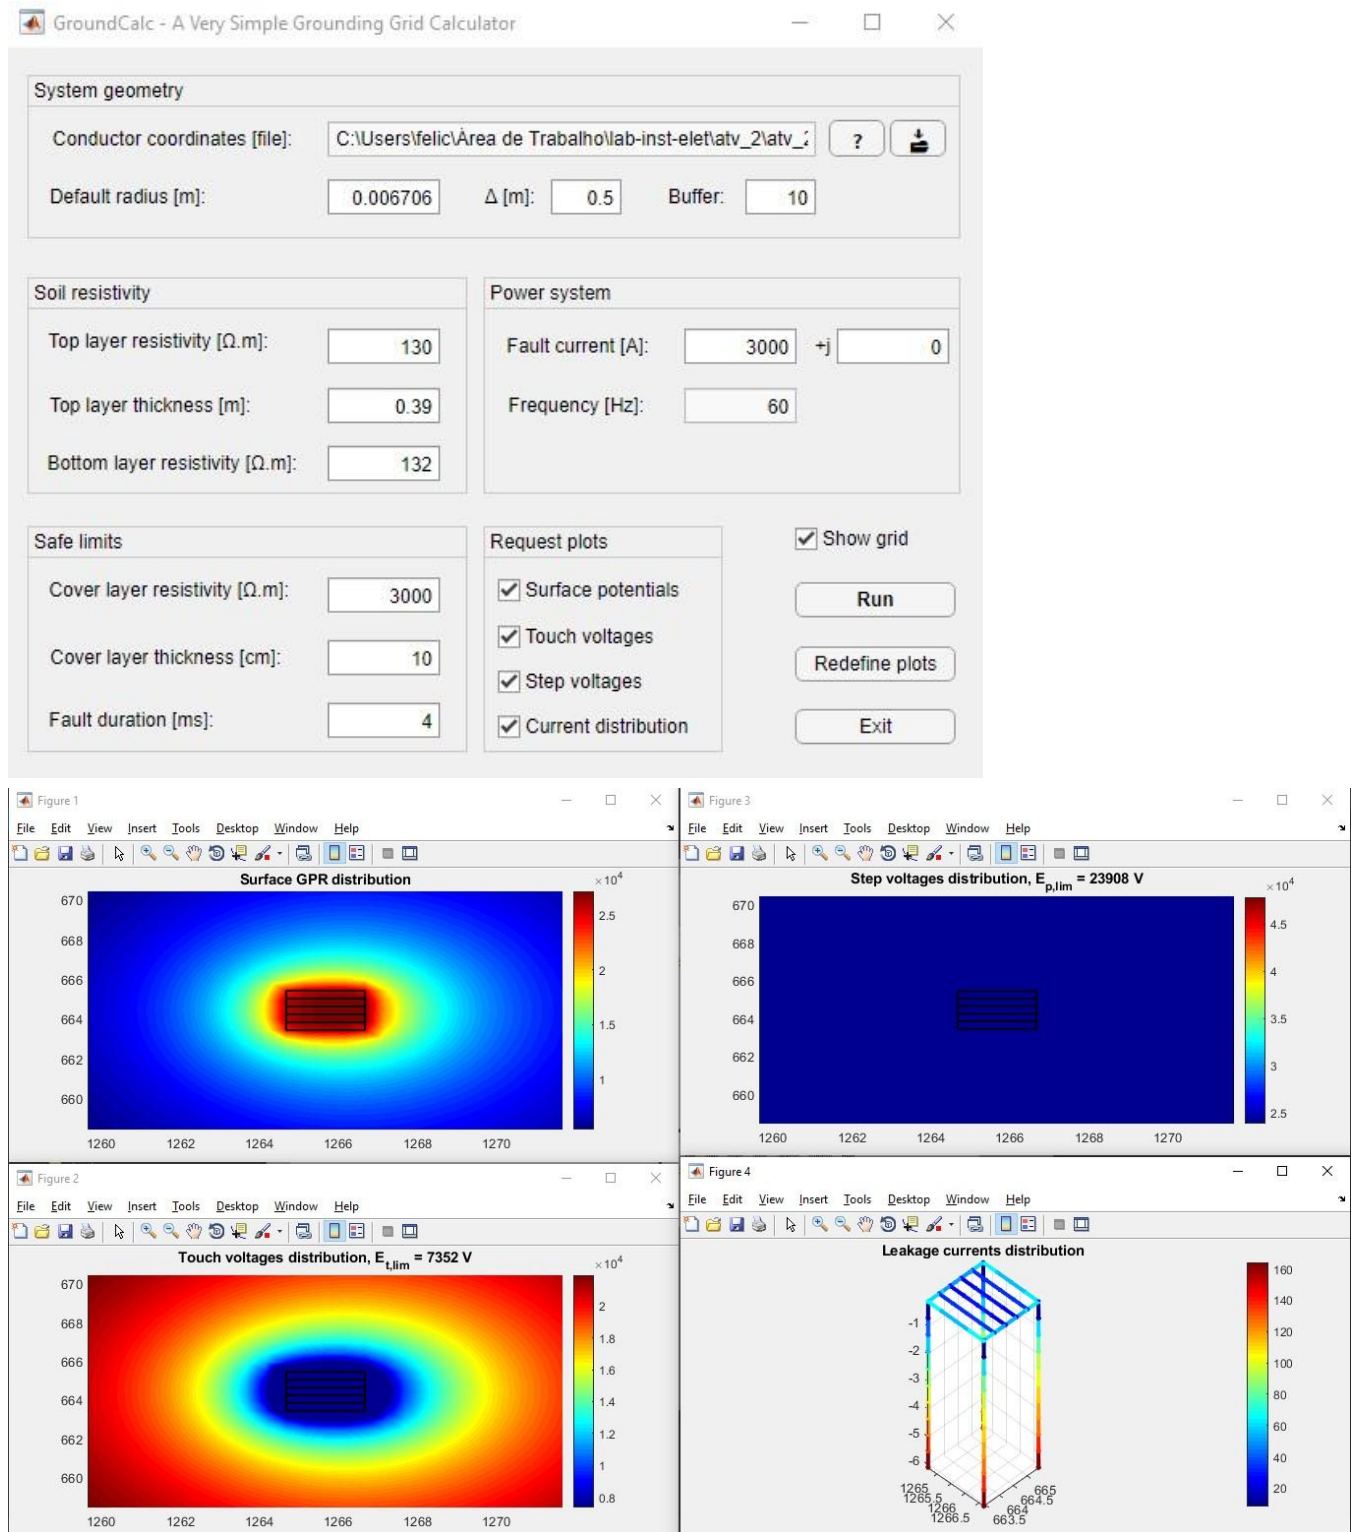 GroundCalc - A Very Simple Grounding Grid Calculator
System geometry
Conductor coordinates [file]: C:\Users\felic\Área de Trabalho\lab-inst-elet\atv_2\atv_2 ?
Default radius [m]: 0.006706 Δ [m]: 0.5 Buffer: 10
Soil resistivity
Top layer resistivity [Ω.m]: 130
Top layer thickness [m]: 0.39
Bottom layer resistivity [Ω.m]: 132
Power system
Fault current [A]: 3000 +j 0
Frequency [Hz]: 60
Safe limits
Cover layer resistivity [Ω.m]: 3000
Cover layer thickness [cm]: 10
Fault duration [ms]: 4
Request plots
Surface potentials
Touch voltages
Step voltages
Current distribution
Show grid
Run
Redefine plots
Exit
Figure 1
File Edit View Insert Tools Desktop Window Help
Surface GPR distribution
×10^4
670
668
666
664
662
660
1260 1262 1264 1266 1268 1270
2.5
2
1.5
1
Figure 3
File Edit View Insert Tools Desktop Window Help
Step voltages distribution, E_p,lim = 23908 V
×10^4
670
668
666
664
662
660
1260 1262 1264 1266 1268 1270
4.5
4
3.5
3
2.5
Figure 2
File Edit View Insert Tools Desktop Window Help
Touch voltages distribution, E_t,lim = 7352 V
×10^4
670
668
666
664
662
660
1260 1262 1264 1266 1268 1270
2
1.8
1.6
1.4
1.2
1
0.8
Figure 4
File Edit View Insert Tools Desktop Window Help
Leakage currents distribution
-1
-2
-3
-4
-5
-6
1265
1265.5
1266
1266.5
665
664.5
664
663.5
160
140
120
100
80
60
40
20